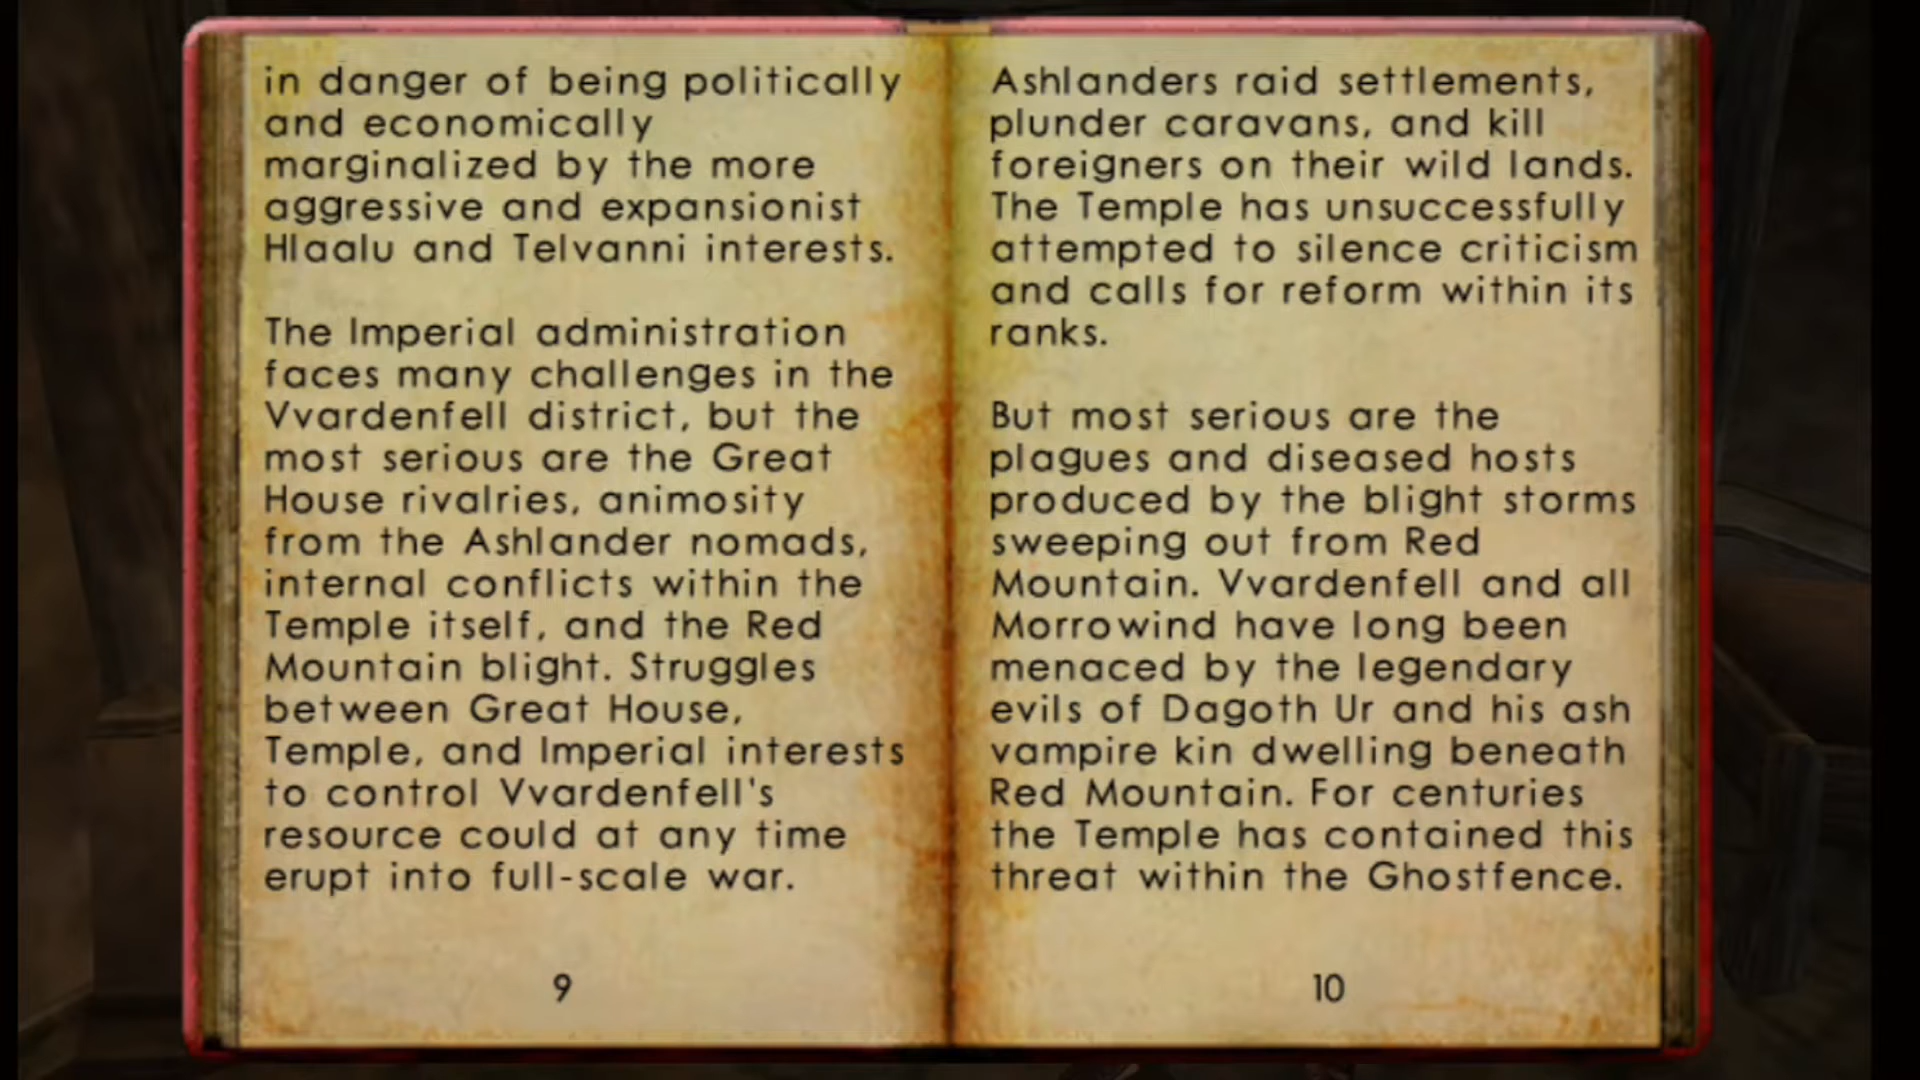 in danger of being politically
and economically
marginalized by the more
aggressive and expansionist
Hlaalu and Telvanni interests.
The Imperial administration
faces many challenges in the
Vvardenfell district, but the
most serious are the Great
House rivalries, animosity
from the Ashlander nomads,
internal conflicts within the
Temple itself, and the Red
Mountain blight. Struggles
between Great House,
Temple, and Imperial interests
to control Vvardenfell's
resource could at any time
erupt into full-scale war.
9
Ashlanders raid settlements,
plunder caravans, and kill
foreigners on their wild lands.
The Temple has unsuccessfully
attempted to silence criticism
and calls for reform within its
ranks.
But most serious are the
plagues and diseased hosts
produced by the blight storms
sweeping out from Red
Mountain. Vvardenfell and all
Morrowind have long been
menaced by the legendary
evils of Dagoth Ur and his ash
vampire kin dwelling beneath
Red Mountain. For centuries
the Temple has contained this
threat within the Ghostfence.
10